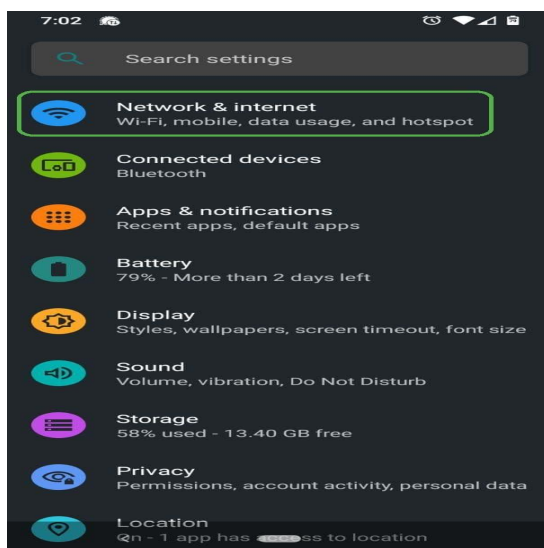 7:02
Search settings
Network & internet
Wi-Fi, mobile, data usage, and hotspot
Connected devices
Bluetooth
Apps & notifications
Recent apps, default apps
Battery
79% - More than 2 days left
Display
Styles, wallpapers, screen timeout, font size
Sound
Volume, vibration, Do Not Disturb
Storage
58% used - 13.40 GB free
Privacy
Permissions, account activity, personal data
Location
On - 1 app has access to location